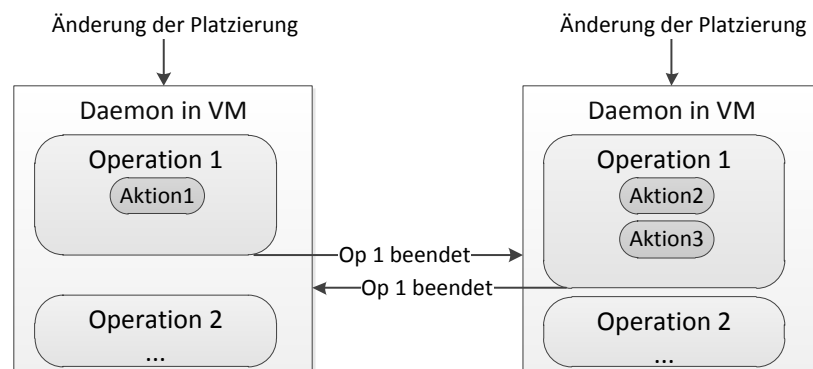 Änderung der Platzierung
Änderung der Platzierung
Daemon in VM
Daemon in VM
Operation 1
Operation 1
Aktion1
Aktion2
Aktion3
Op 1 beendet
Op 1 beendet
Operation 2
Operation 2
...
...